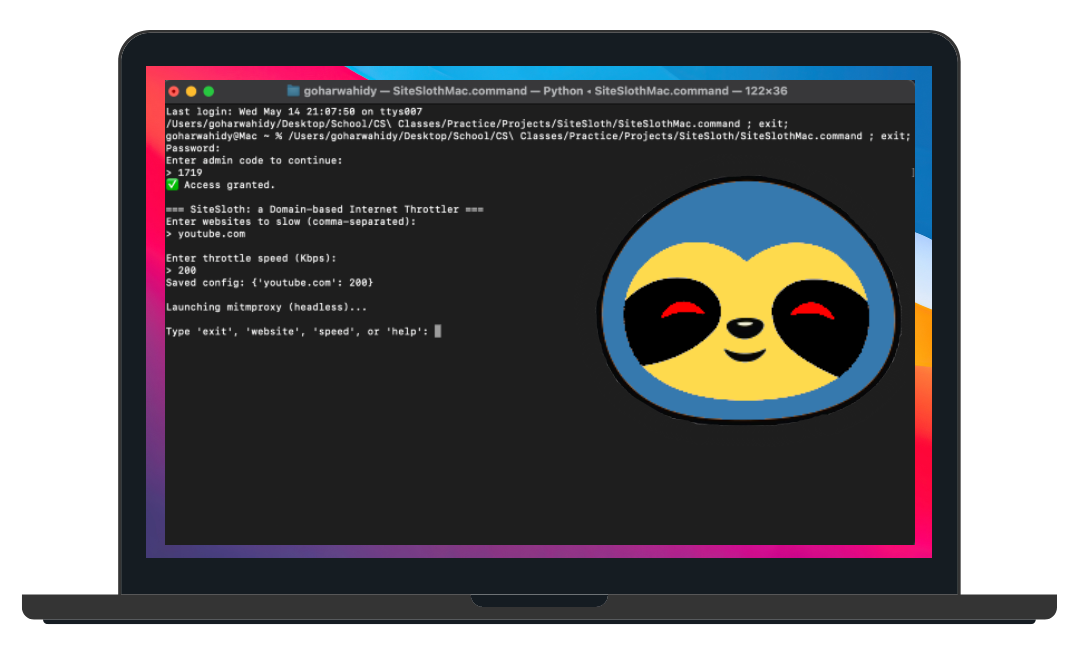 goharwahidy — SiteSlothMac.command — Python • SiteSlothMac.command — 122×36
Last login: Wed May 14 21:07:50 on ttys007
/Users/goharwahidy/Desktop/School/CS\ Classes/Practice/Projects/SiteSloth/SiteSlothMac.command ; exit;
goharwahidy@Mac ~ % /Users/goharwahidy/Desktop/School/CS\ Classes/Practice/Projects/SiteSloth/SiteSlothMac.command ; exit;
Password:
Enter admin code to continue:
> 1719
✅ Access granted.
=== SiteSloth: a Domain-based Internet Throttler ===
Enter websites to slow (comma-separated):
> youtube.com
Enter throttle speed (Kbps):
> 200
Saved config: {'youtube.com': 200}
Launching mitmproxy (headless)...
Type 'exit', 'website', 'speed', or 'help':